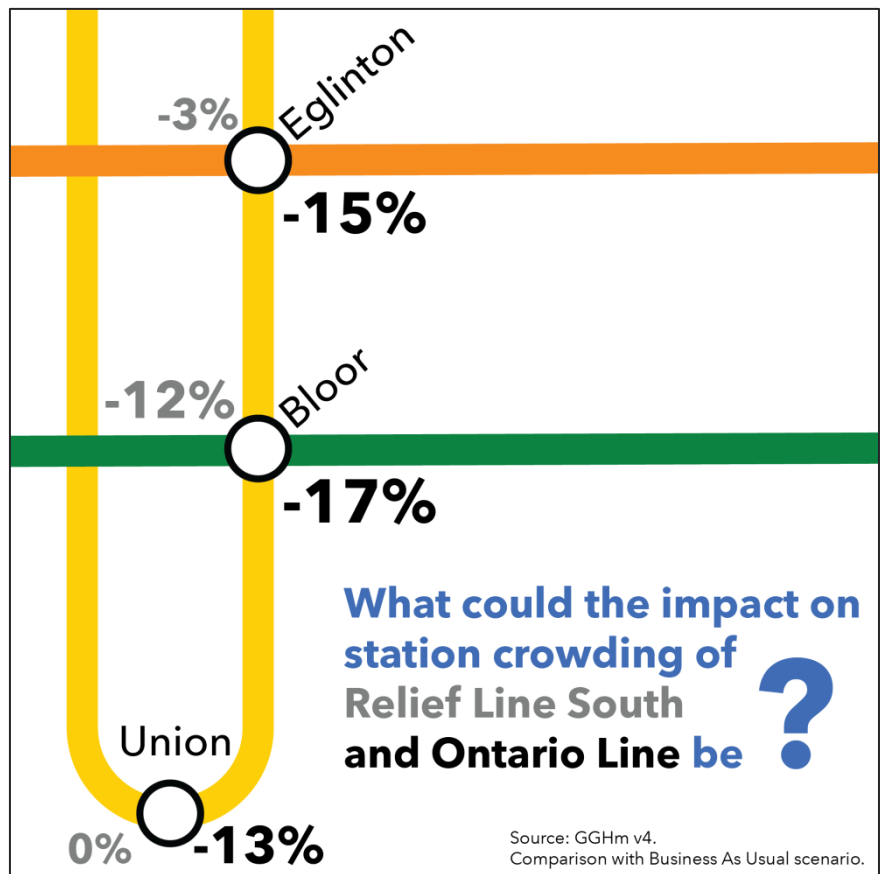 -3%
Eglinton
-15%
-12%
Bloor
-17%
What could the impact on
station crowding of
Relief Line South
and Ontario Line be
?
Union
0%
-13%
Source: GGHm v4.
Comparison with Business As Usual scenario.